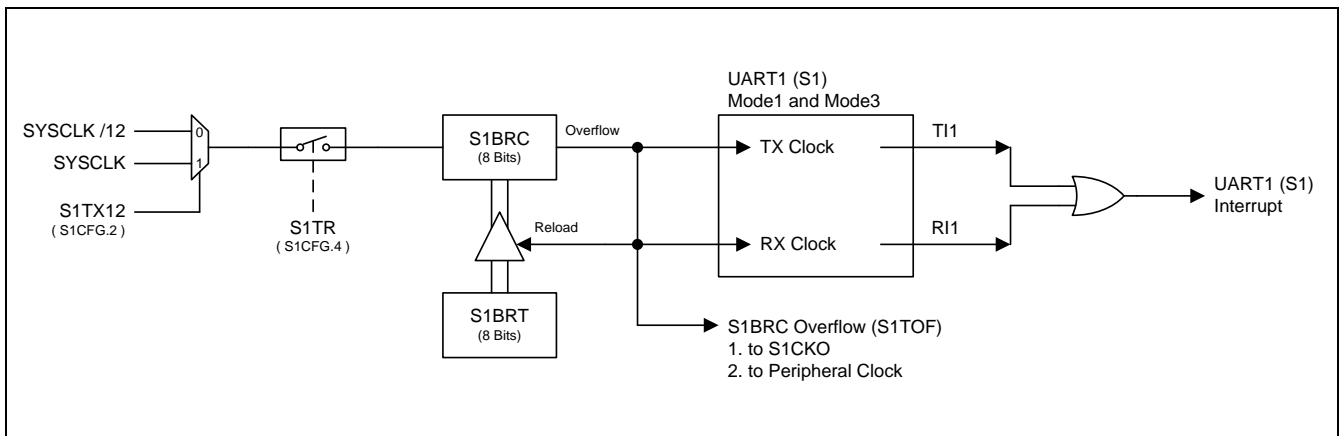 UART1 (S1)
Mode1 and Mode3
SYSCLK /12
0
SYSCLK
1
S1TX12
( S1CFG.2 )
S1TR
( S1CFG.4 )
S1BRC
(8 Bits)
Overflow
Reload
S1BRT
(8 Bits)
TX Clock
RX Clock
TI1
RI1
UART1 (S1)
Interrupt
S1BRC Overflow (S1TOF)
1. to S1CKO
2. to Peripheral Clock